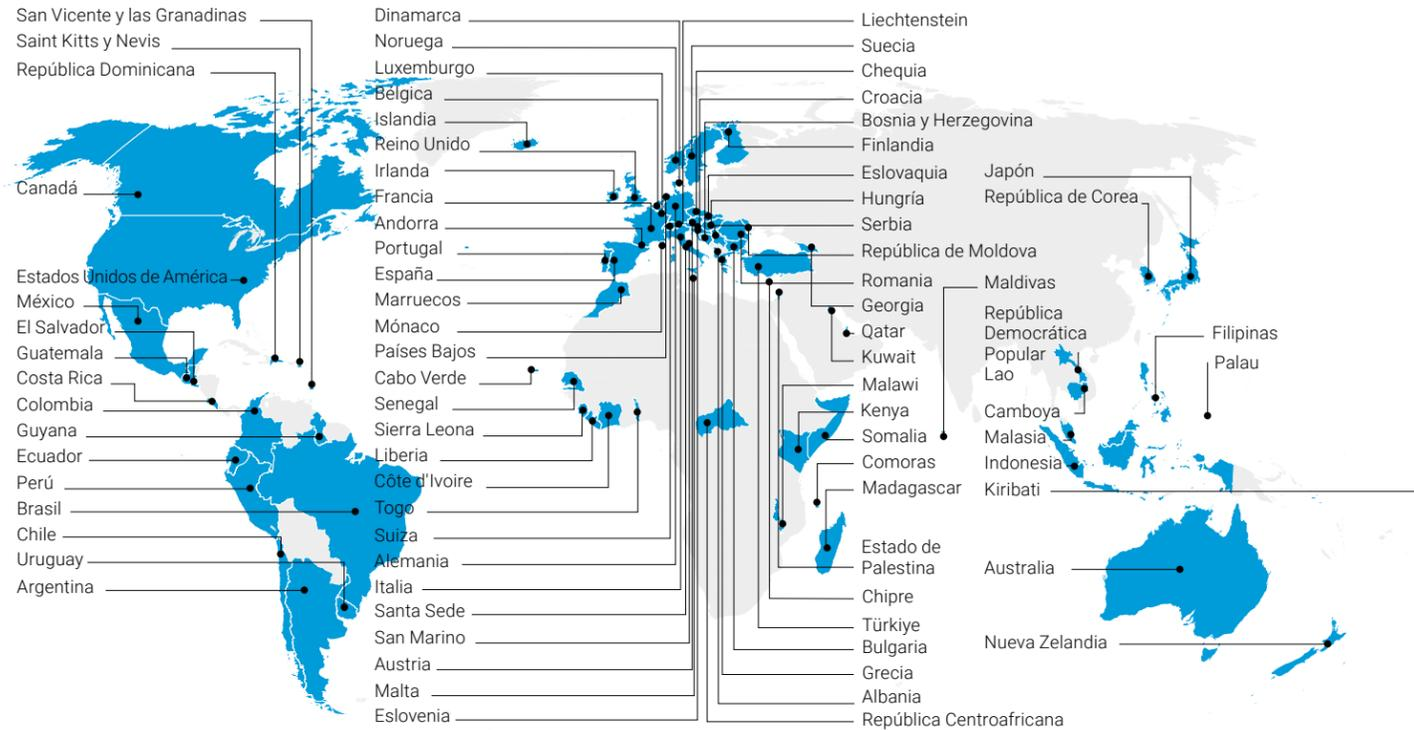 San Vicente y las Granadinas
Saint Kitts y Nevis
República Dominicana
Canadá
Estados Unidos de América
México
El Salvador
Guatemala
Costa Rica
Colombia
Guyana
Ecuador
Perú
Brasil
Chile
Uruguay
Argentina
Dinamarca
Noruega
Luxemburgo
Bélgica
Islandia
Reino Unido
Irlanda
Francia
Andorra
Portugal
España
Marruecos
Mónaco
Países Bajos
Cabo Verde
Senegal
Sierra Leona
Liberia
Côte d'Ivoire
Togo
Suiza
Alemania
Italia
Santa Sede
San Marino
Austria
Malta
Eslovenia
Liechtenstein
Suecia
Chequia
Croacia
Bosnia y Herzegovina
Finlandia
Eslovaquia
Hungría
Serbia
República de Moldova
Romania
Georgia
Qatar
Kuwait
Malawi
Kenya
Somalia
Comoras
Madagascar
Estado de
Palestina
Chipre
Türkiye
Bulgaria
Grecia
Albania
República Centroafricana
Japón
República de Corea
Maldivas
República
Democrática
Popular
Lao
Camboya
Malasia
Indonesia
Kiribati
Australia
Nueva Zelandia
Filipinas
Palau